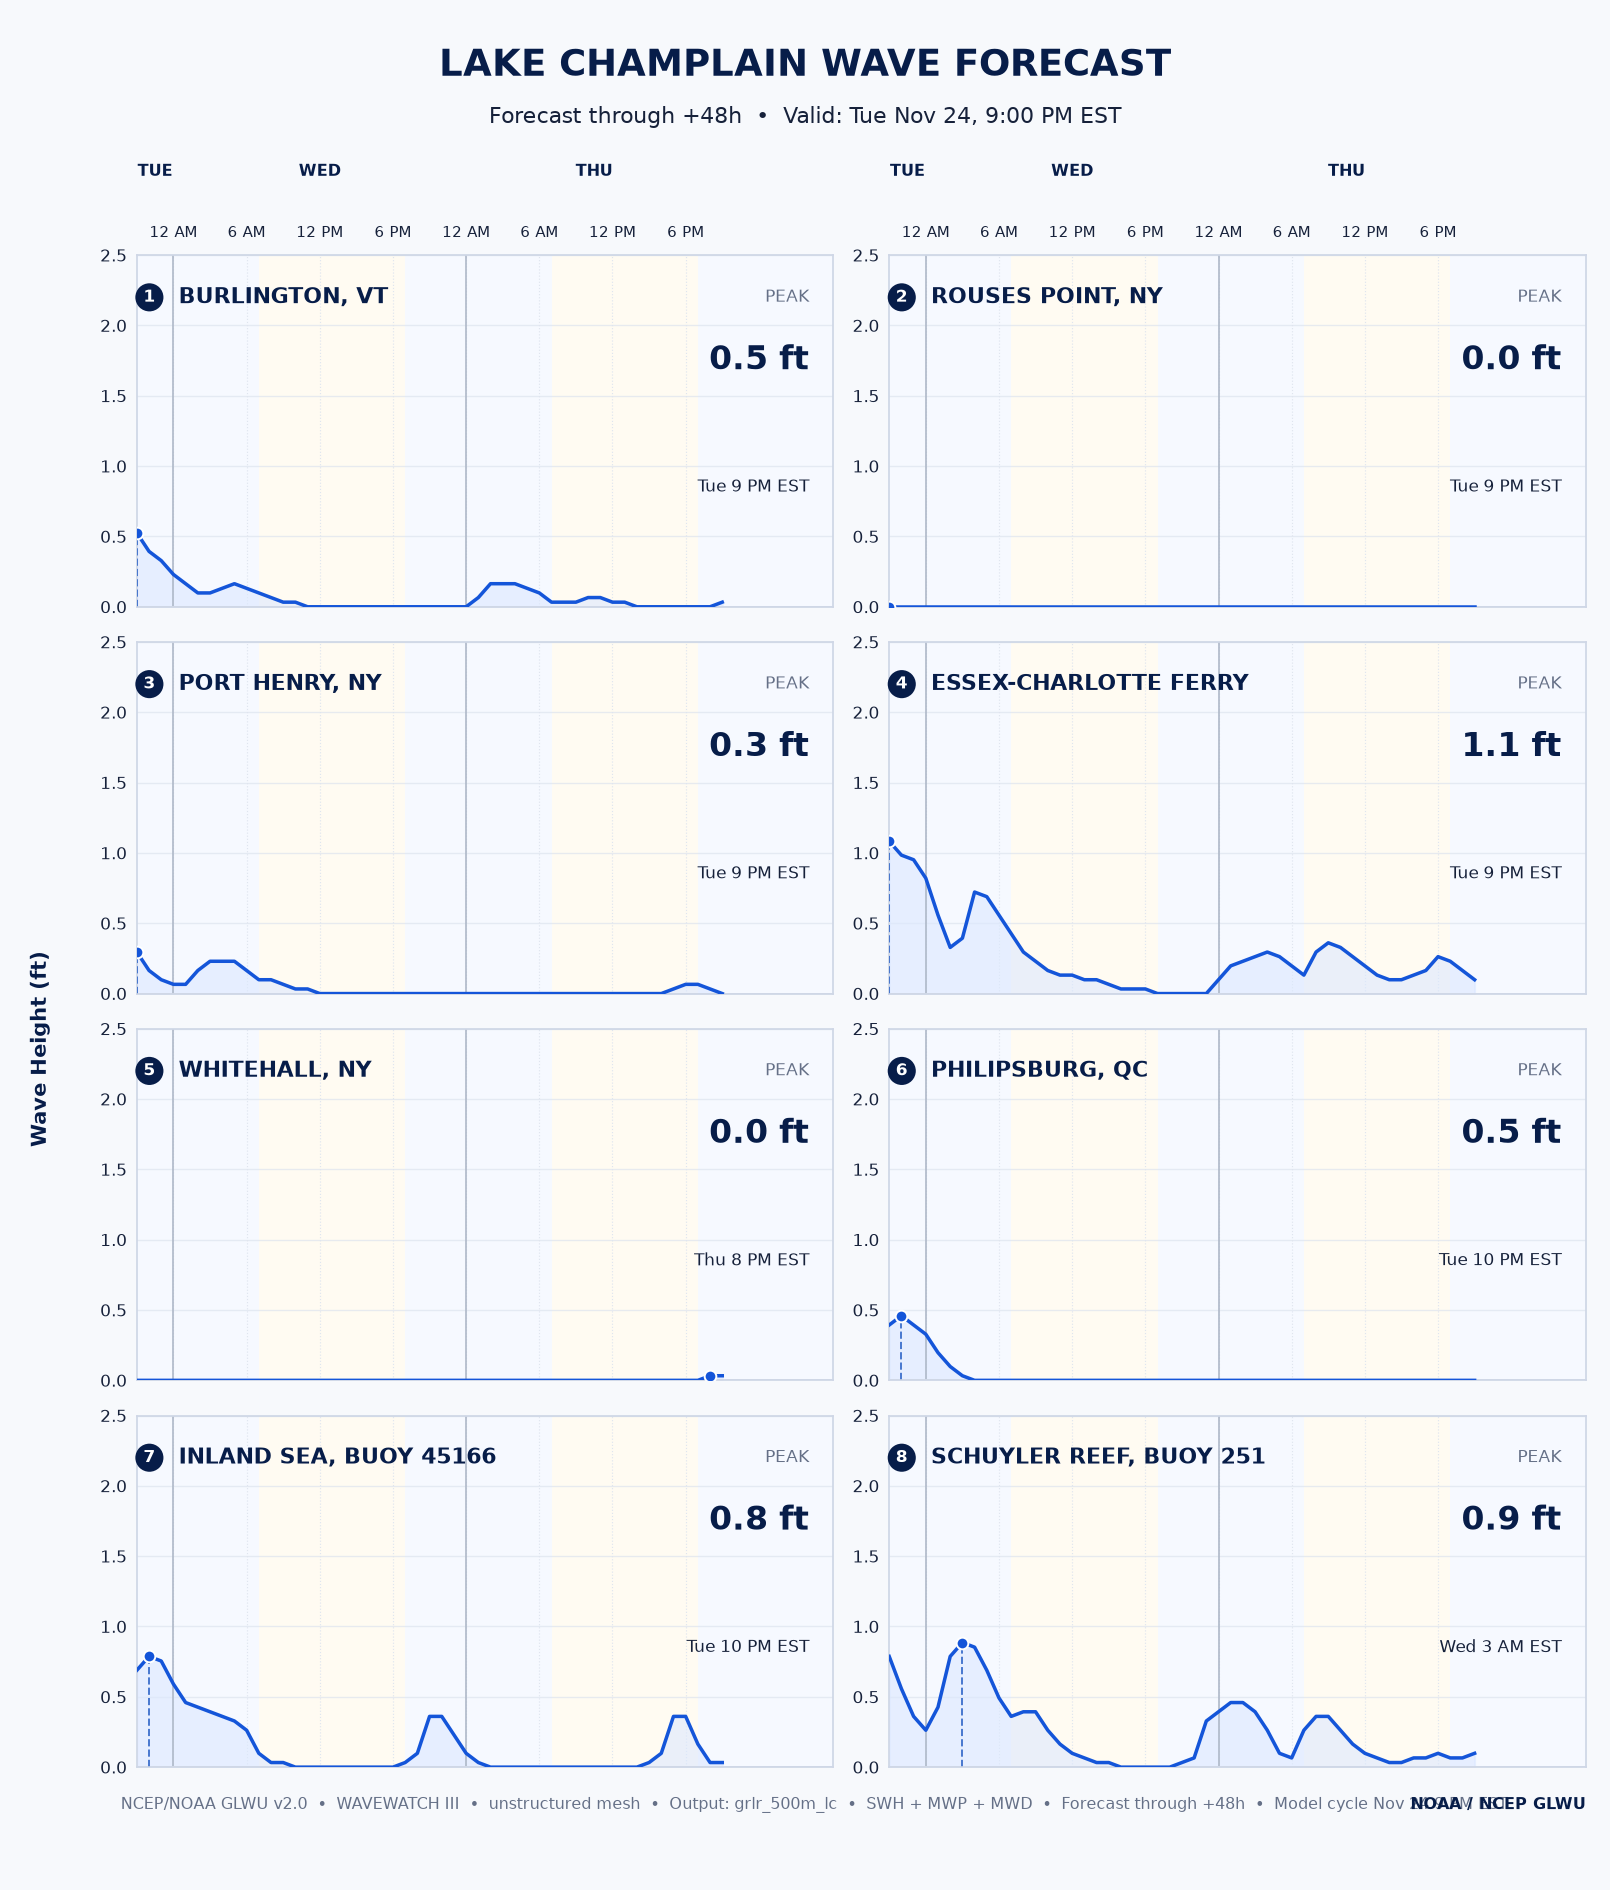 LAKE CHAMPLAIN WAVE FORECAST
Forecast through +48h • Valid: Tue Nov 24, 9:00 PM EST
TUE WED THU TUE WED THU
12 AM 6 AM 12 PM 6 PM 12 AM 6 AM 12 PM 6 PM 12 AM 6 AM 12 PM 6 PM 12 AM 6 AM 12 PM 6 PM
Wave Height (ft)
2.5
1 BURLINGTON, VT PEAK
2.0
0.5 ft
1.5
1.0
Tue 9 PM EST
0.5
0.0
2.5
2 ROUSES POINT, NY PEAK
2.0
0.0 ft
1.5
1.0
Tue 9 PM EST
0.5
0.0
2.5
3 PORT HENRY, NY PEAK
2.0
0.3 ft
1.5
1.0
Tue 9 PM EST
0.5
0.0
2.5
4 ESSEX-CHARLOTTE FERRY PEAK
2.0
1.1 ft
1.5
1.0
Tue 9 PM EST
0.5
0.0
2.5
5 WHITEHALL, NY PEAK
2.0
0.0 ft
1.5
1.0
Thu 8 PM EST
0.5
0.0
2.5
6 PHILIPSBURG, QC PEAK
2.0
0.5 ft
1.5
1.0
Tue 10 PM EST
0.5
0.0
2.5
7 INLAND SEA, BUOY 45166 PEAK
2.0
0.8 ft
1.5
1.0
Tue 10 PM EST
0.5
0.0
2.5
8 SCHUYLER REEF, BUOY 251 PEAK
2.0
0.9 ft
1.5
1.0
Wed 3 AM EST
0.5
0.0
NCEP/NOAA GLWU v2.0 • WAVEWATCH III • unstructured mesh • Output: grlr_500m_lc • SWH + MWP + MWD • Forecast through +48h • Model cycle Nov
NOAA / NCEP GLWU